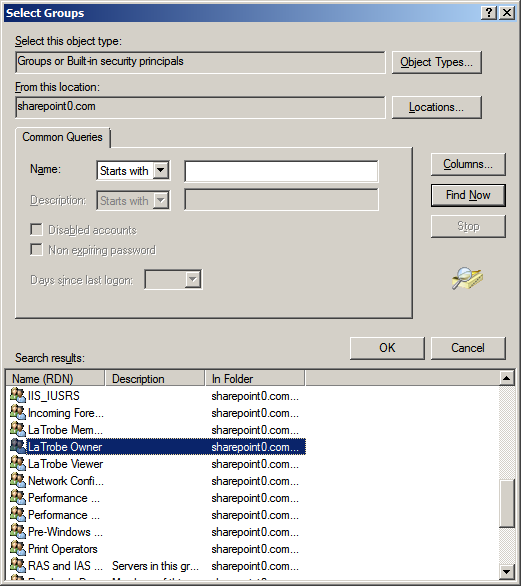 Select Groups
Select this object type:
Groups or Built-in security principals
Object Types...
From this location:
sharepoint0.com
Locations...
Common Queries
Name: Starts with
Description: Starts with
Disabled accounts
Non expiring password
Days since last logon:
Columns...
Find Now
Stop
OK Cancel
Search results:
Name (RDN) Description In Folder
IIS_IUSRS sharepoint0.com...
Incoming Fore... sharepoint0.com...
LaTrobe Mem... sharepoint0.com...
LaTrobe Owner sharepoint0.com...
LaTrobe Viewer sharepoint0.com...
Network Confi... sharepoint0.com...
Performance ... sharepoint0.com...
Performance ... sharepoint0.com...
Pre-Windows ... sharepoint0.com...
Print Operators sharepoint0.com...
RAS and IAS ... Servers in this gr... sharepoint0.com...